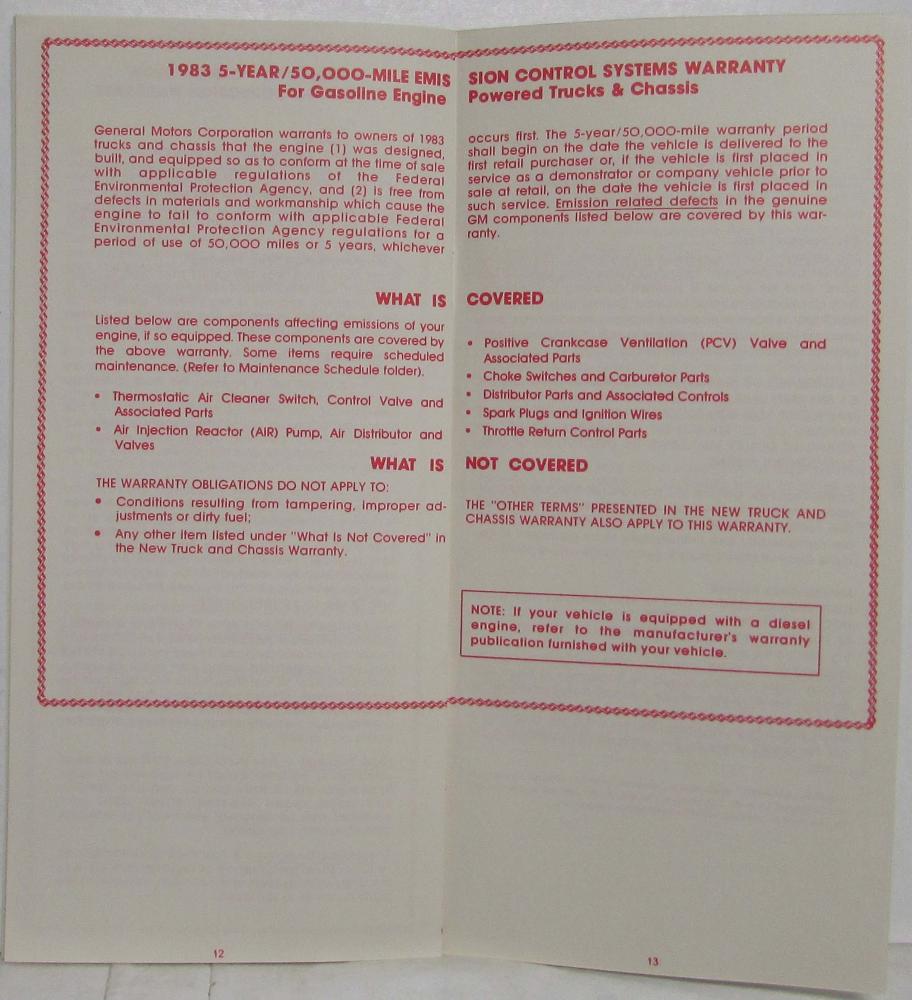 1983 5-YEAR/50,000-MILE EMIS
For Gasoline Engine
General Motors Corporation warrants to owners of 1983
trucks and chassis that the engine (1) was designed,
built, and equipped so as to conform at the time of sale
with applicable regulations of the Federal
Environmental Protection Agency, and (2) is free from
defects in materials and workmanship which cause the
engine to fail to conform with applicable Federal
Environmental Protection Agency regulations for a
period of use of 50,000 miles or 5 years, whichever
WHAT IS
Listed below are components affecting emissions of your
engine, if so equipped. These components are covered by
the above warranty. Some items require scheduled
maintenance. (Refer to Maintenance Schedule folder).
• Thermostatic Air Cleaner Switch, Control Valve and
Associated Parts
• Air Injection Reactor (AIR) Pump, Air Distributor and
Valves
WHAT IS
THE WARRANTY OBLIGATIONS DO NOT APPLY TO:
• Conditions resulting from tampering, improper ad-
justments or dirty fuel;
• Any other item listed under "What Is Not Covered" in
the New Truck and Chassis Warranty.
12
SION CONTROL SYSTEMS WARRANTY
Powered Trucks & Chassis
occurs first. The 5-year/50,000-mile warranty period
shall begin on the date the vehicle is delivered to the
first retail purchaser or, if the vehicle is first placed in
service as a demonstrator or company vehicle prior to
sale at retail, on the date the vehicle is first placed in
such service. Emission related defects in the genuine
GM components listed below are covered by this war-
ranty.
COVERED
• Positive Crankcase Ventilation (PCV) Valve and
Associated Parts
• Choke Switches and Carburetor Parts
• Distributor Parts and Associated Controls
• Spark Plugs and Ignition Wires
• Throttle Return Control Parts
NOT COVERED
THE "OTHER TERMS" PRESENTED IN THE NEW TRUCK AND
CHASSIS WARRANTY ALSO APPLY TO THIS WARRANTY.
NOTE: If your vehicle is equipped with a diesel
engine, refer to the manufacturer's warranty
publication furnished with your vehicle.
13